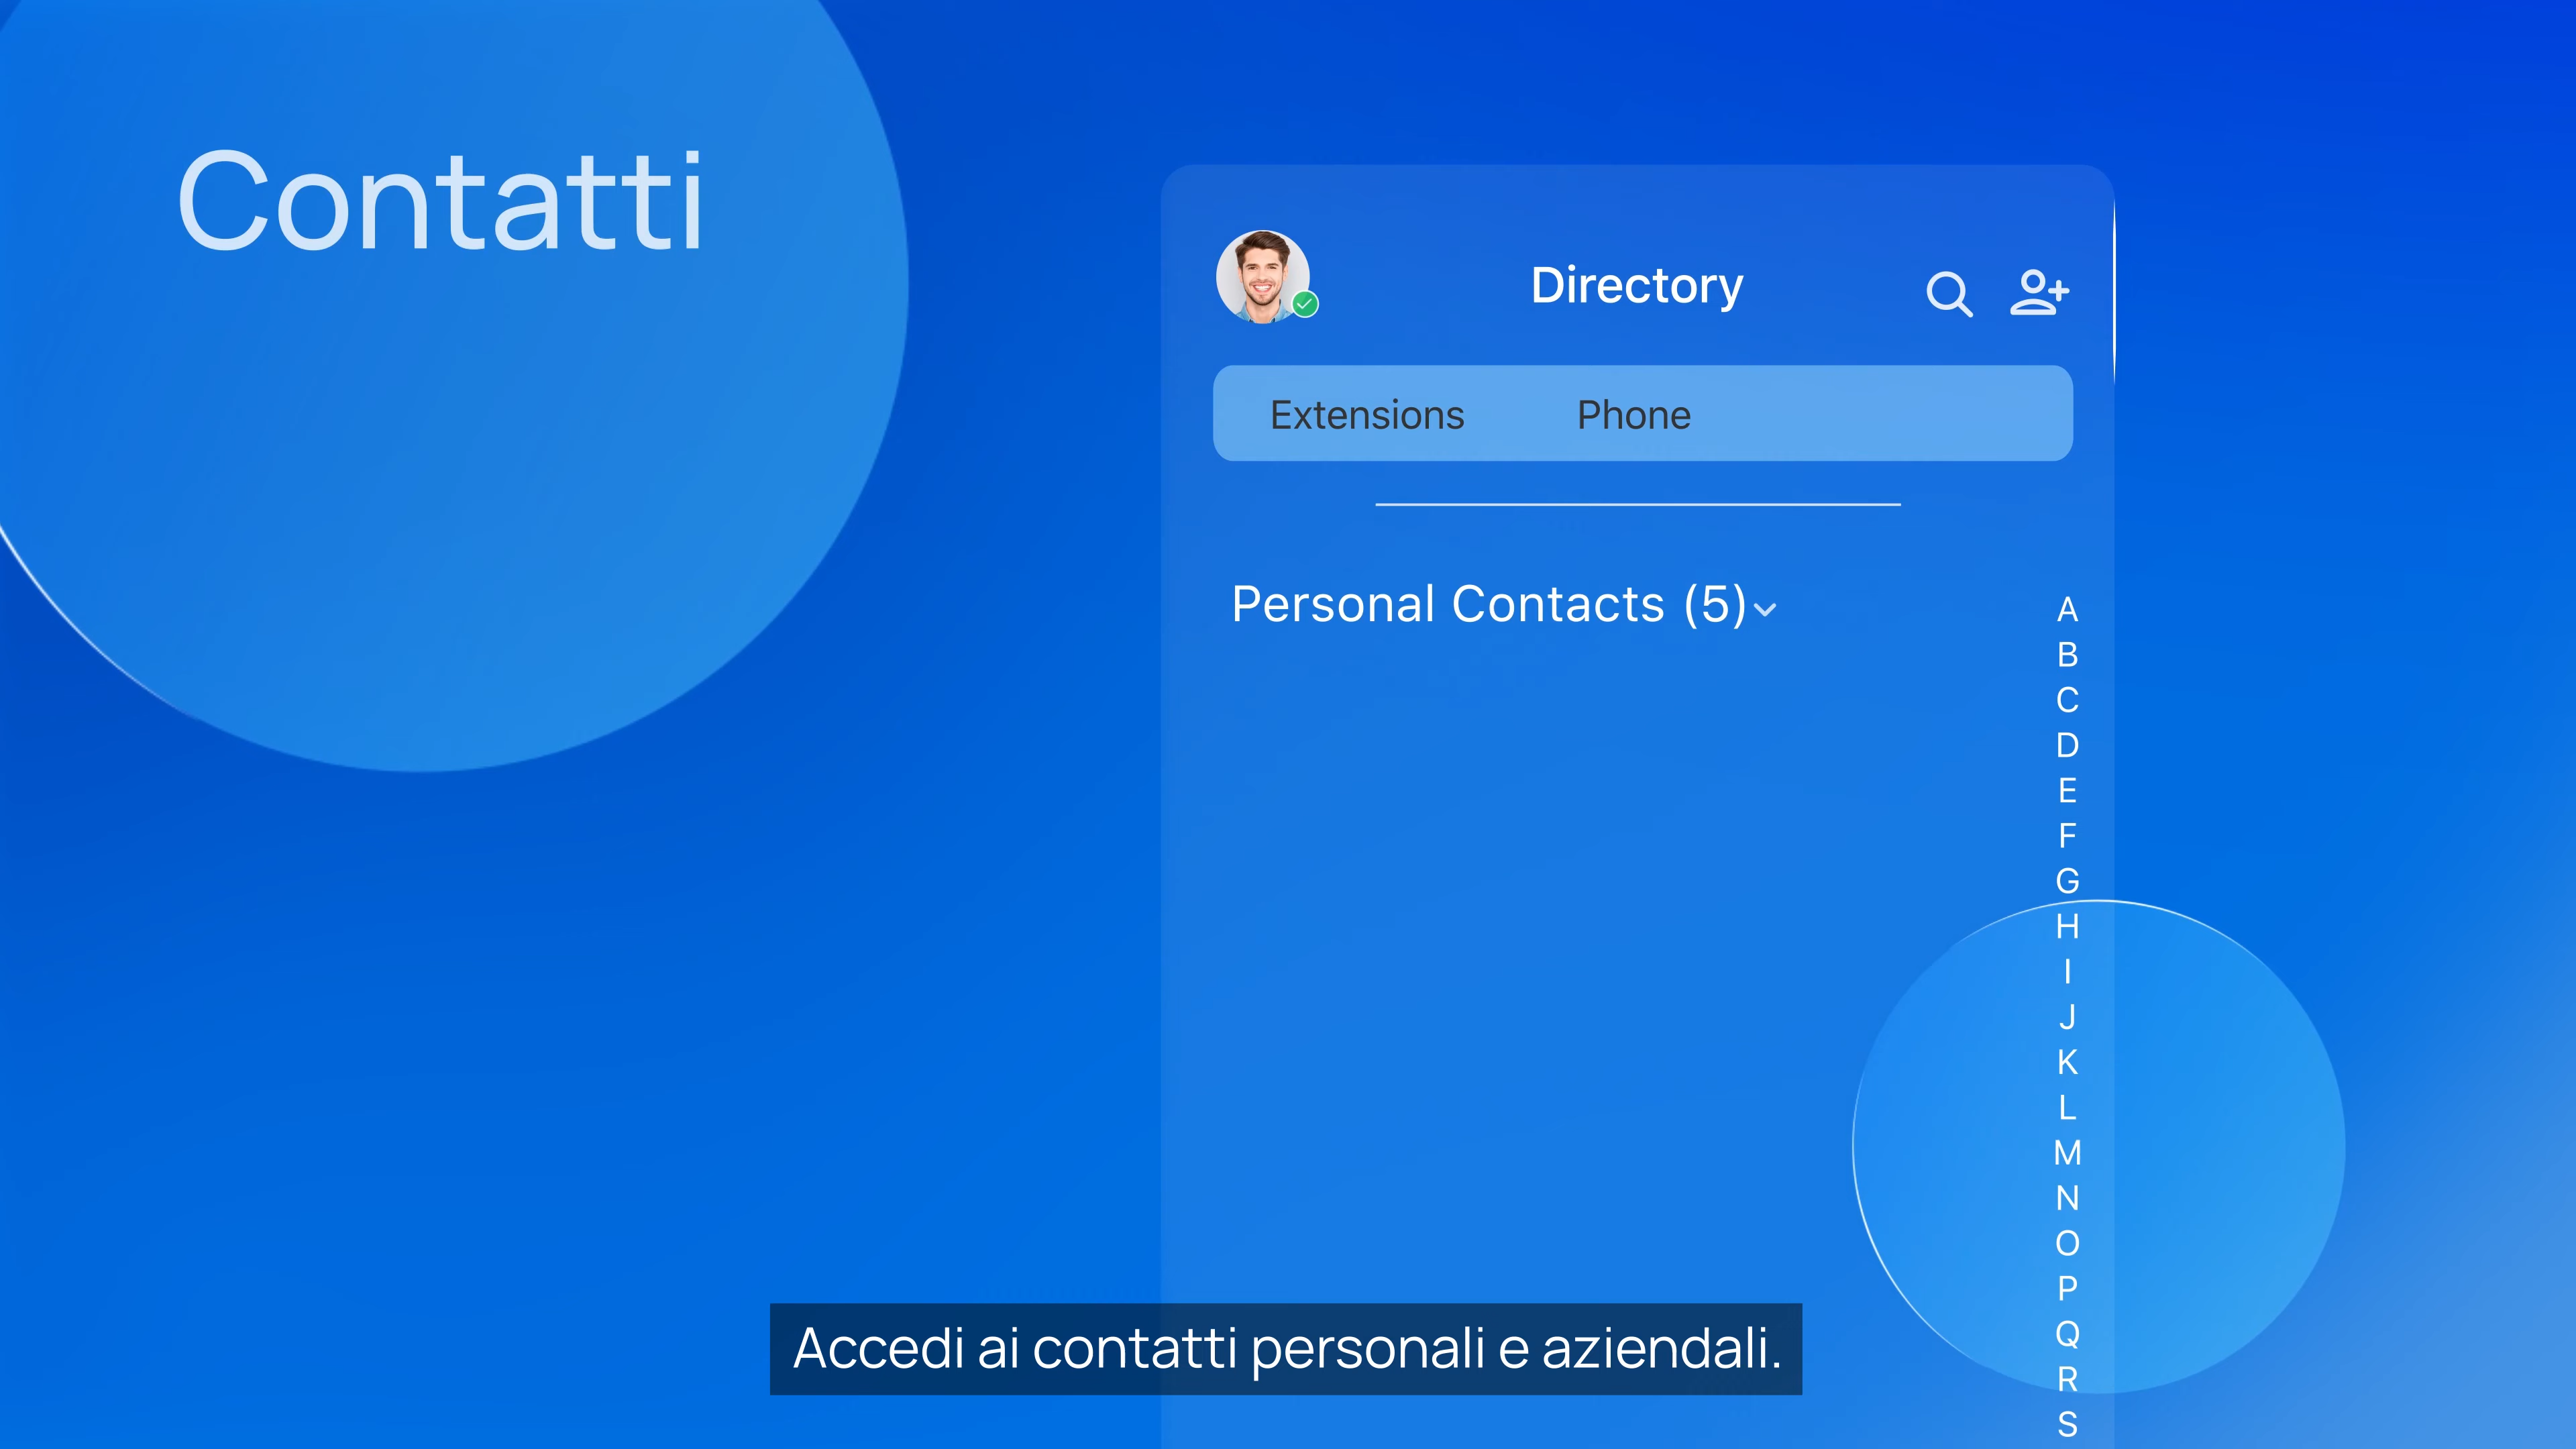 Contatti
Directory
Extensions Phone
Personal Contacts (5)
A
B
C
D
E
F
G
H
I
J
K
L
M
N
O
P
Q
R
S
Accedi ai contatti personali e aziendali.